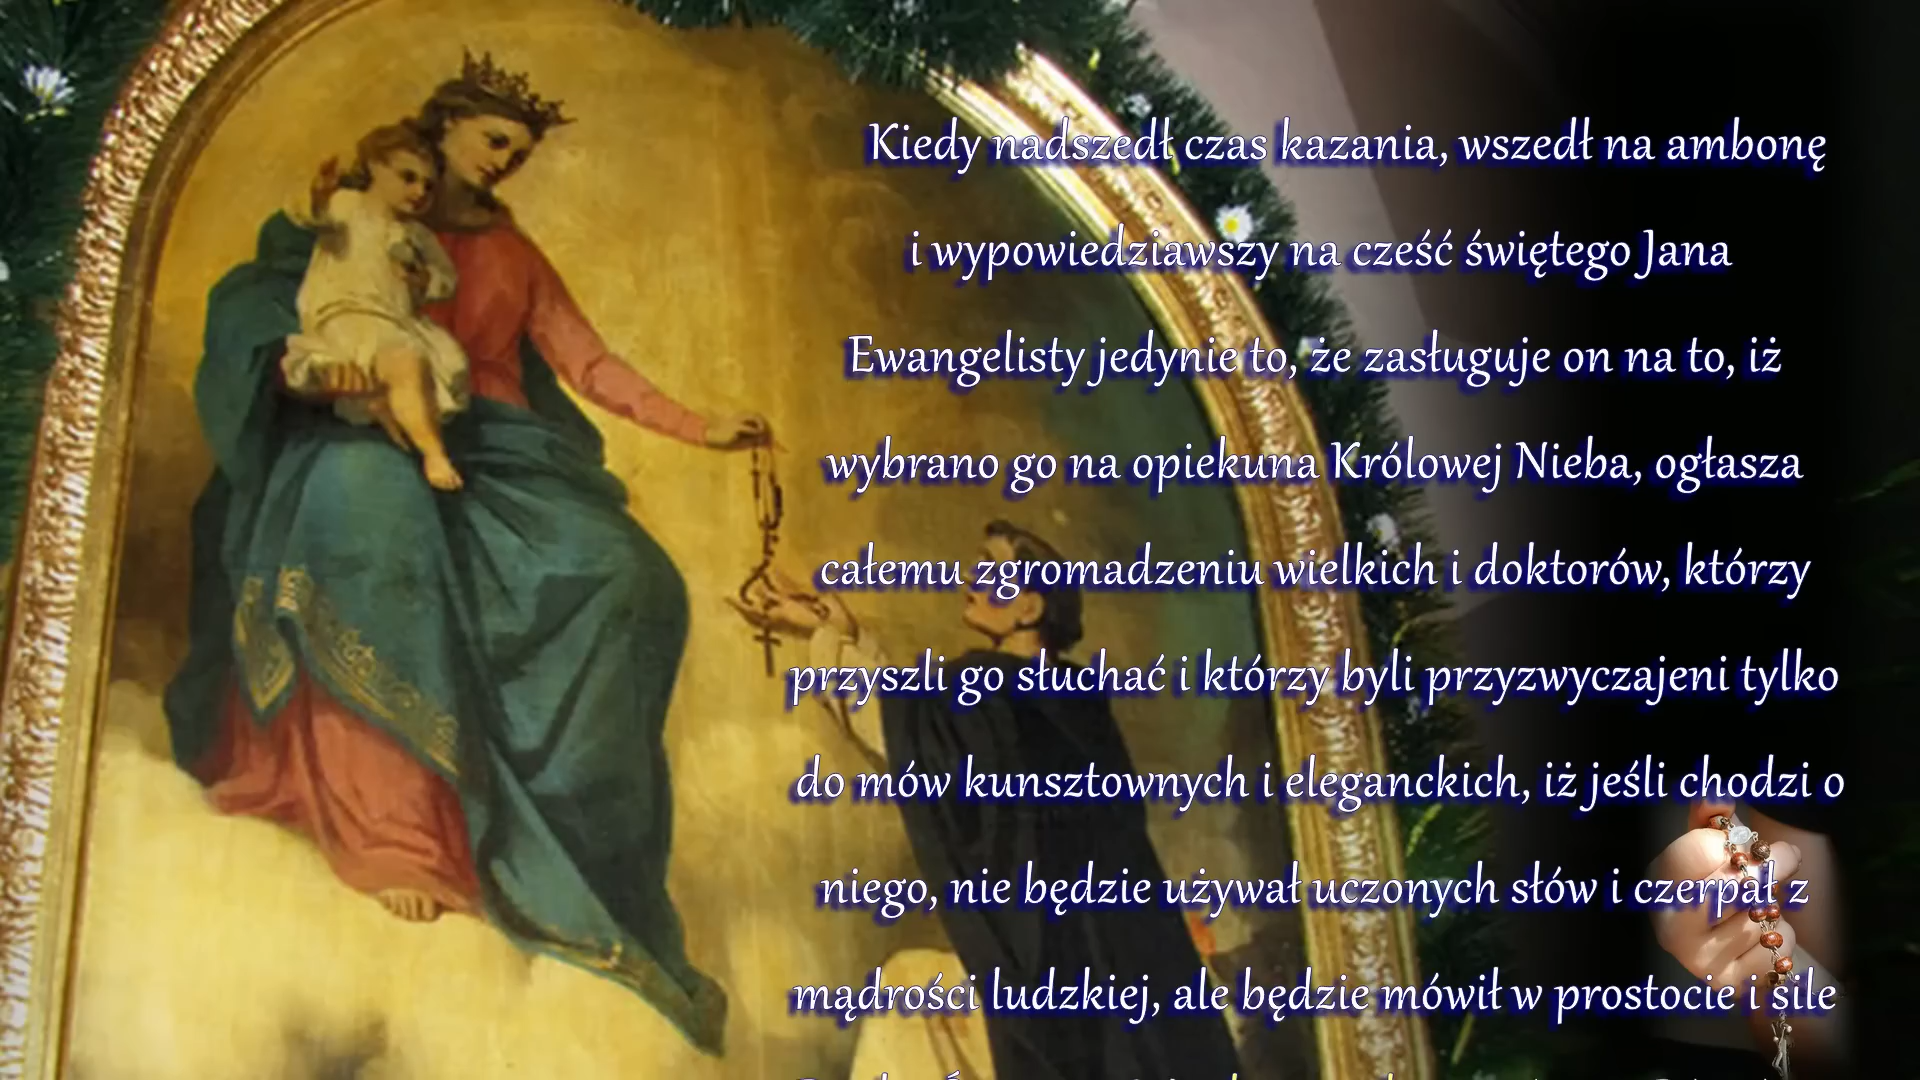 Kiedy nadszedł czas kazania, wszedł na ambonę
i wypowiedziawszy na cześć świętego Jana
Ewangelisty jedynie to, że zasługuje on na to, iż
wybrano go na opiekuna Królowej Nieba, ogłasza
całemu zgromadzeniu wielkich i doktorów, którzy
przyszli go słuchać i którzy byli przyzwyczajeni tylko
do mów kunsztownych i eleganckich, iż jeśli chodzi o
niego, nie będzie używał uczonych słów i czerpał z
mądrości ludzkiej, ale będzie mówił w prostocie i sile